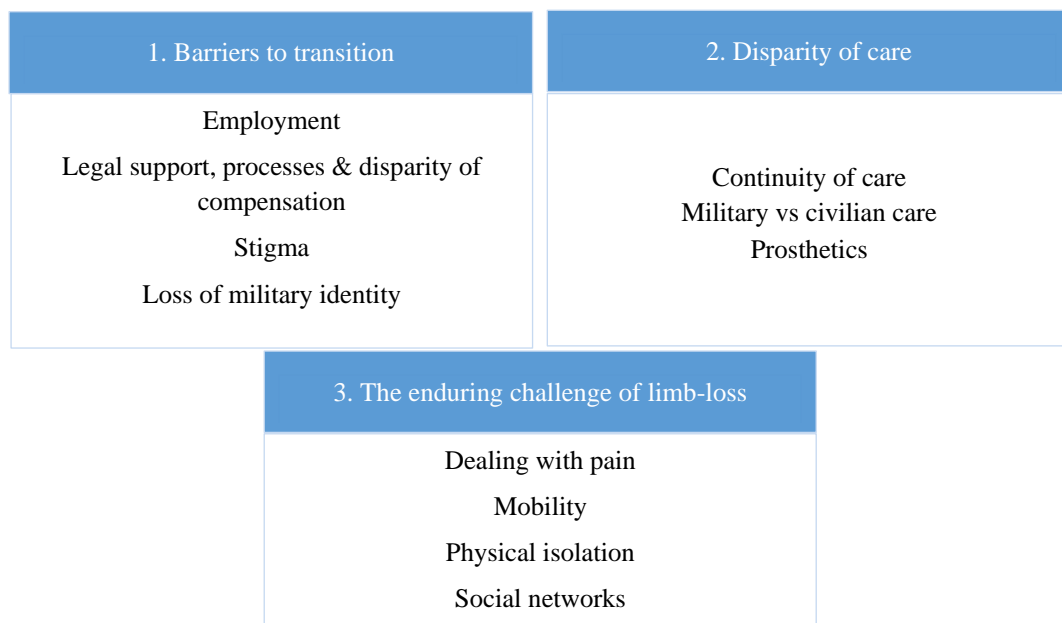 1. Barriers to transition
Employment
Legal support, processes & disparity of
compensation
Stigma
Loss of military identity
2. Disparity of care
Continuity of care
Military vs civilian care
Prosthetics
3. The enduring challenge of limb-loss
Dealing with pain
Mobility
Physical isolation
Social networks